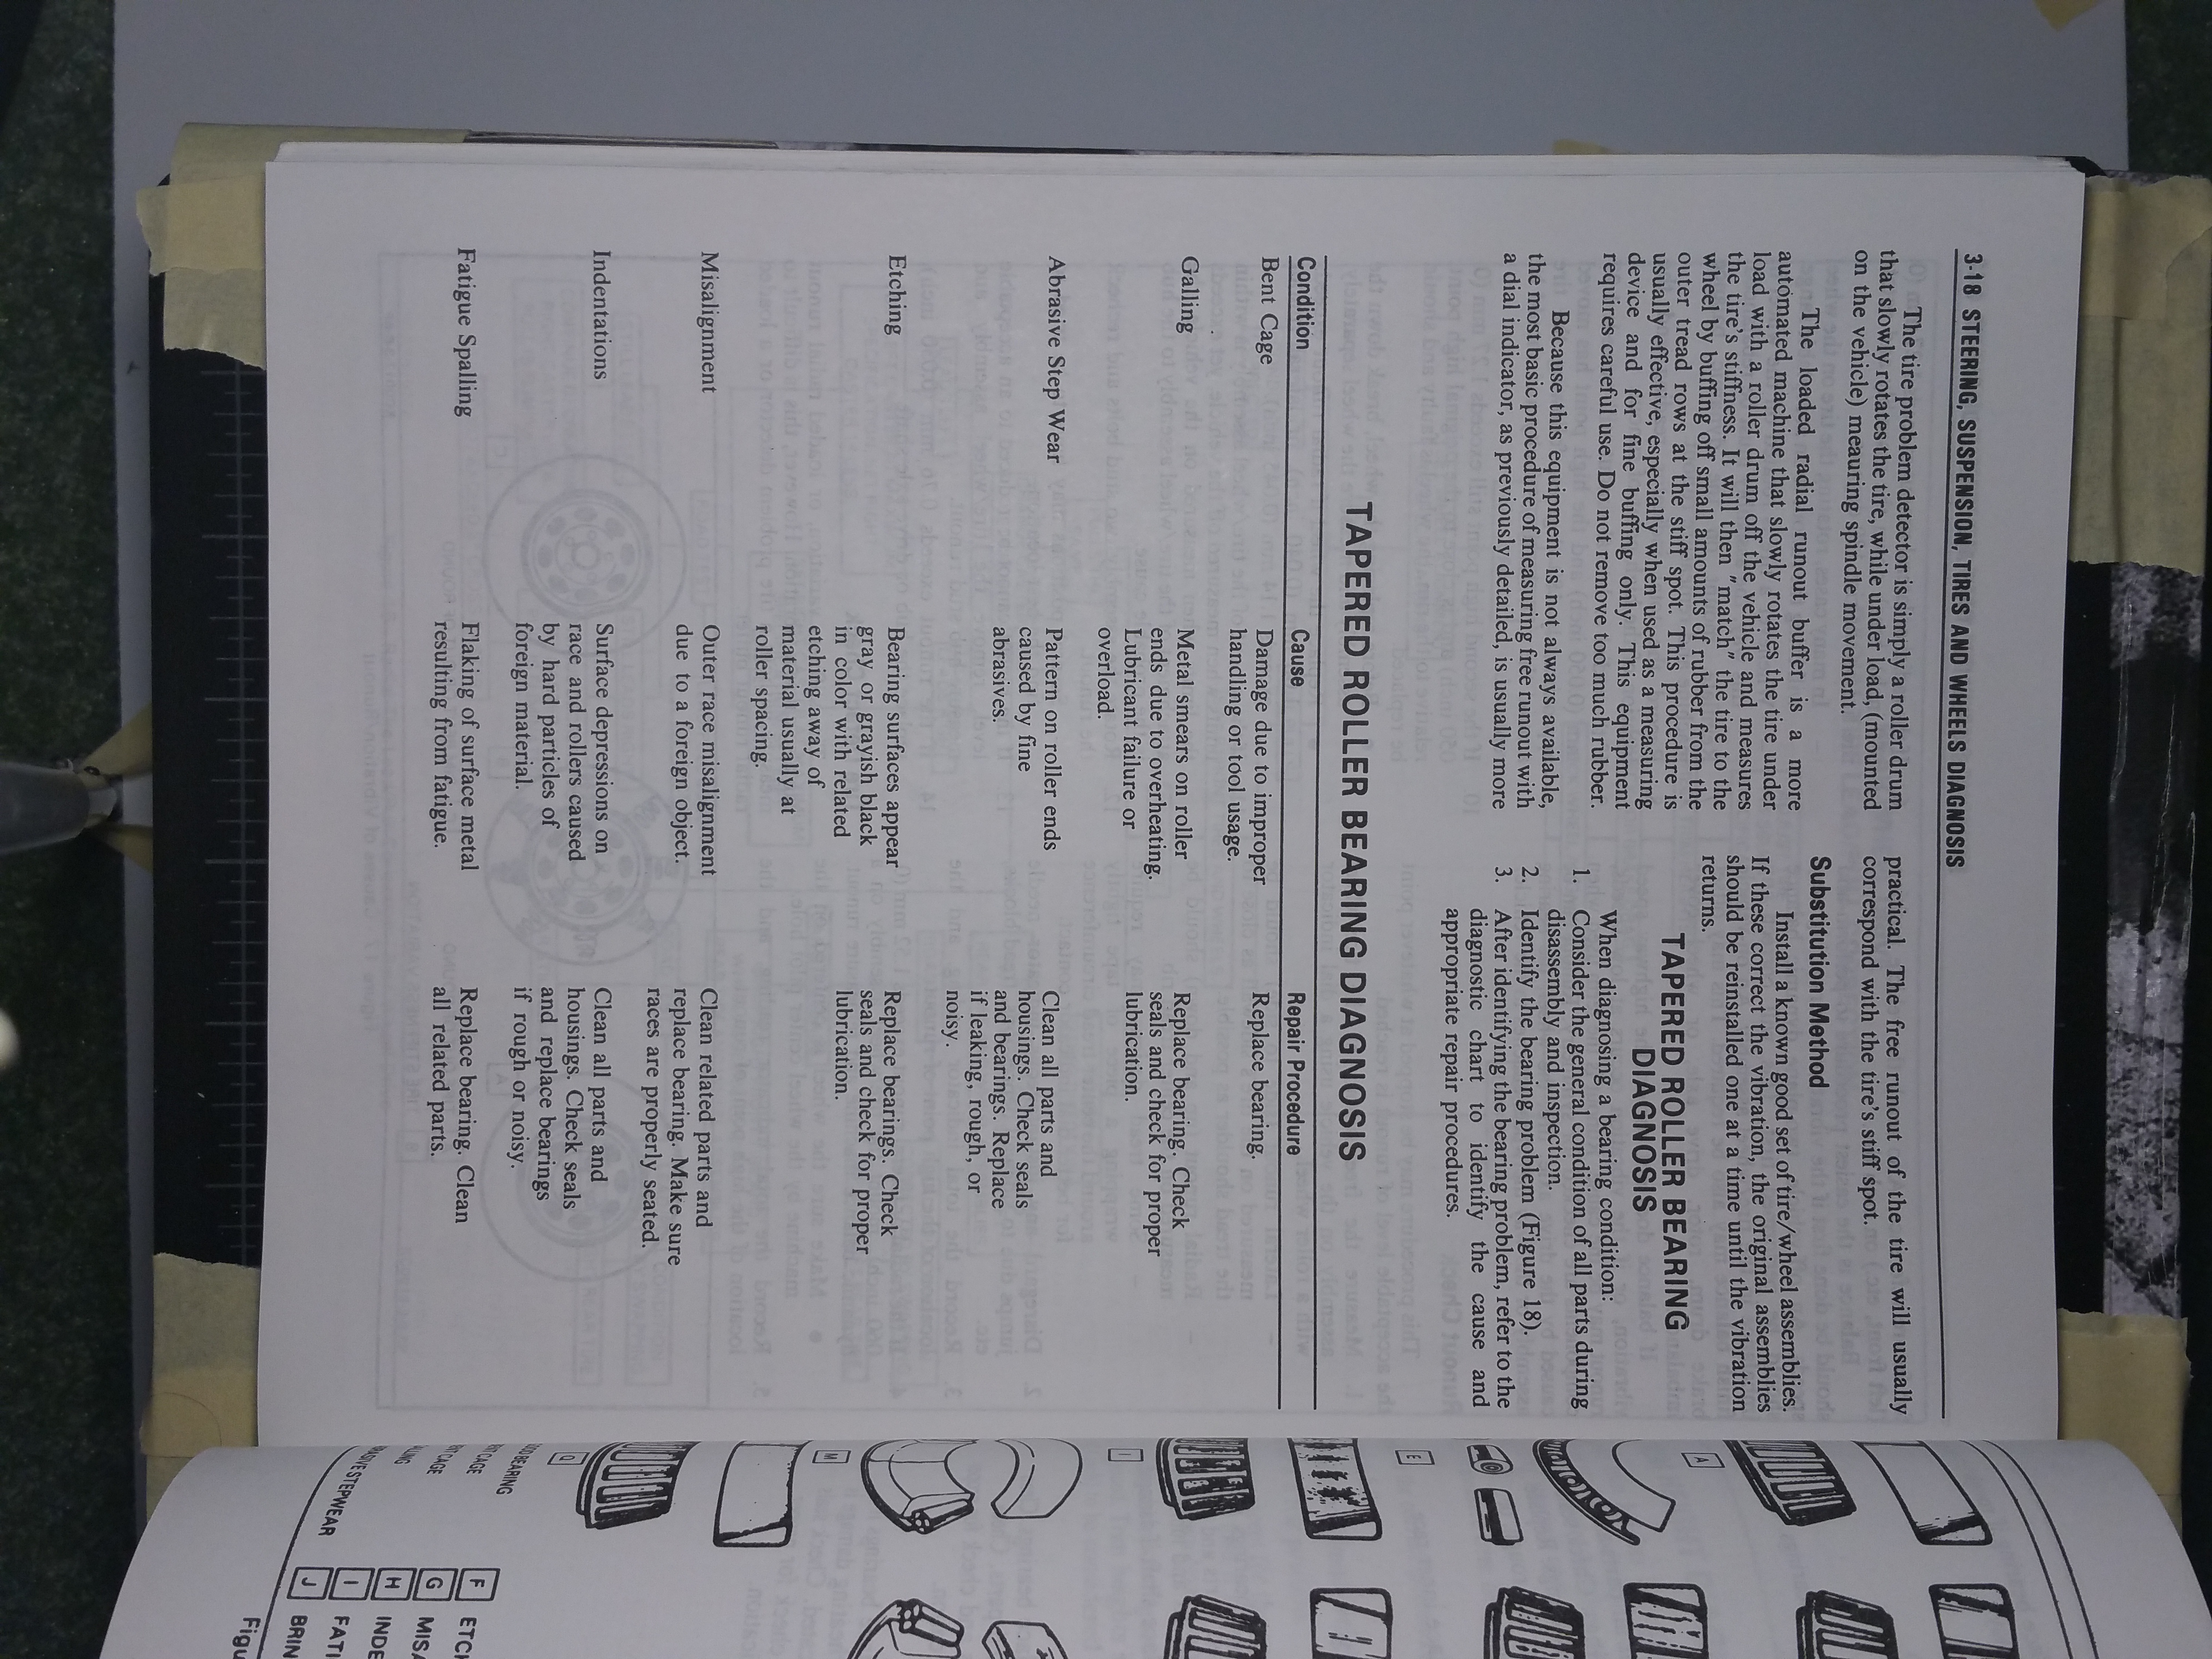 3-18 STEERING, SUSPENSION, TIRES AND WHEELS DIAGNOSIS
The tire problem detector is simply a roller drum
that slowly rotates the tire, while under load, (mounted
on the vehicle) meauring spindle movement.
The loaded radial runout buffer is a more
automated machine that slowly rotates the tire under
load with a roller drum off the vehicle and measures
the tire's stiffness. It will then "match" the tire to the
wheel by buffing off small amounts of rubber from the
outer tread rows at the stiff spot. This procedure is
usually effective, especially when used as a measuring
device and for fine buffing only. This equipment
requires careful use. Do not remove too much rubber.
Because this equipment is not always available,
the most basic procedure of measuring free runout with
a dial indicator, as previously detailed, is usually more
practical. The free runout of the tire will usually
correspond with the tire's stiff spot.
Substitution Method
Install a known good set of tire/wheel assemblies.
If these correct the vibration, the original assemblies
should be reinstalled one at a time until the vibration
returns.
TAPERED ROLLER BEARING
DIAGNOSIS
When diagnosing a bearing condition:
1. Consider the general condition of all parts during
disassembly and inspection.
2. Identify the bearing problem (Figure 18).
3. After identifying the bearing problem, refer to the
diagnostic chart to identify the cause and
appropriate repair procedures.
TAPERED ROLLER BEARING DIAGNOSIS
Condition Cause Repair Procedure
Bent Cage Damage due to improper Replace bearing.
handling or tool usage.
Galling Metal smears on roller Replace bearing. Check
ends due to overheating. seals and check for proper
Lubricant failure or lubrication.
overload.
Abrasive Step Wear Pattern on roller ends Clean all parts and
caused by fine housings. Check seals
abrasives. and bearings. Replace
if leaking, rough, or
noisy.
Etching Bearing surfaces appear Replace bearings. Check
gray or grayish black seals and check for proper
in color with related lubrication.
etching away of
material usually at
roller spacing.
Misalignment Outer race misalignment Clean related parts and
due to a foreign object. replace bearing. Make sure
races are properly seated.
Indentations Surface depressions on Clean all parts and
race and rollers caused housings. Check seals
by hard particles of and replace bearings
foreign material. if rough or noisy.
Fatigue Spalling Flaking of surface metal Replace bearing. Clean
resulting from fatigue. all related parts.
A
E
I
M
Q
BEARING
CAGE
CAGE
STEPWEAR
F ETC
G MIS
H INDE
I FATI
J BRIN
Figu